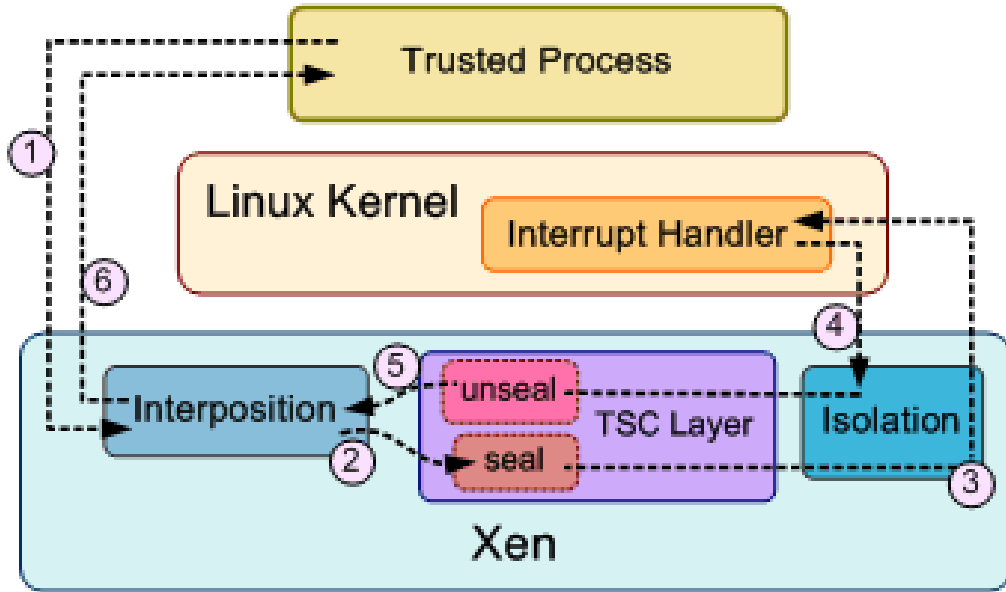 Trusted Process
1
Linux Kernel
Interrupt Handler
6
4
5
unseal
Interposition
TSC Layer
Isolation
2
seal
3
Xen